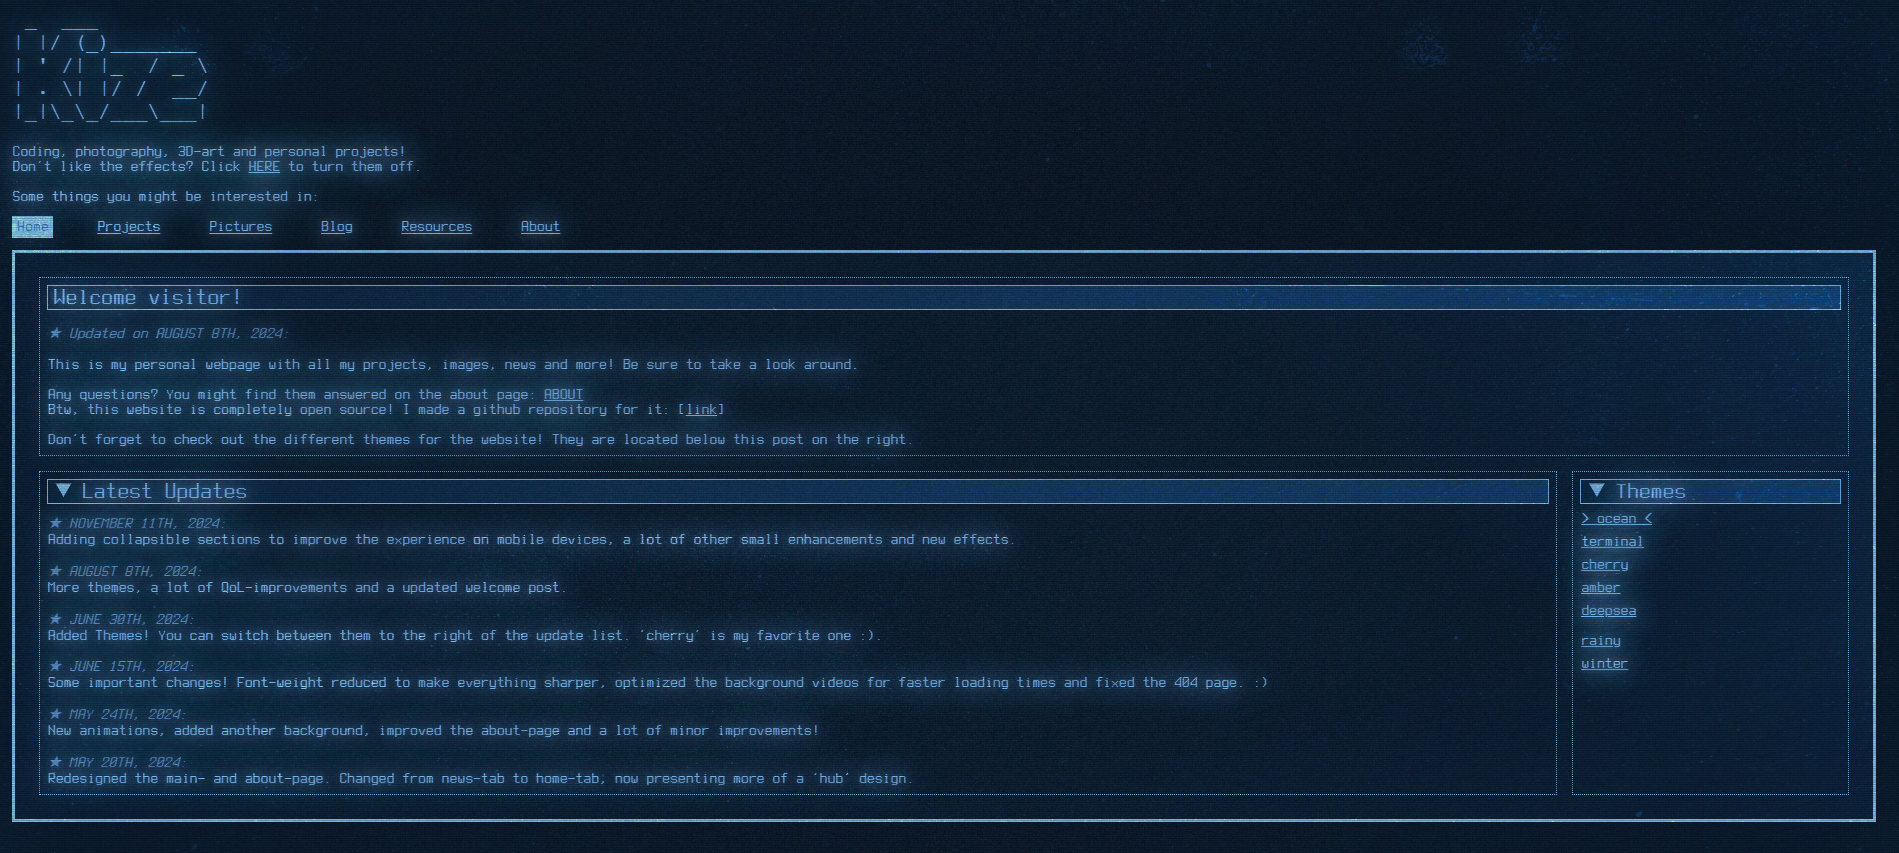 Kize
Coding, photography, 3D-art and personal projects!
Don't like the effects? Click HERE to turn them off.
Some things you might be interested in:
Home Projects Pictures Blog Resources About
Welcome visitor!
★ Updated on AUGUST 8TH, 2024:
This is my personal webpage with all my projects, images, news and more! Be sure to take a look around.
Any questions? You might find them answered on the about page: ABOUT
Btw, this website is completely open source! I made a github repository for it: [link]
Don't forget to check out the different themes for the website! They are located below this post on the right.
▼ Latest Updates
★ NOVEMBER 11TH, 2024:
Adding collapsible sections to improve the experience on mobile devices, a lot of other small enhancements and new effects.
★ AUGUST 8TH, 2024:
More themes, a lot of QoL-improvements and a updated welcome post.
★ JUNE 30TH, 2024:
Added Themes! You can switch between them to the right of the update list. 'cherry' is my favorite one :).
★ JUNE 15TH, 2024:
Some important changes! Font-weight reduced to make everything sharper, optimized the background videos for faster loading times and fixed the 404 page. :)
★ MAY 24TH, 2024:
New animations, added another background, improved the about-page and a lot of minor improvements!
★ MAY 20TH, 2024:
Redesigned the main- and about-page. Changed from news-tab to home-tab, now presenting more of a 'hub' design.
▼ Themes
> ocean <
terminal
cherry
amber
deepsea
rainy
winter